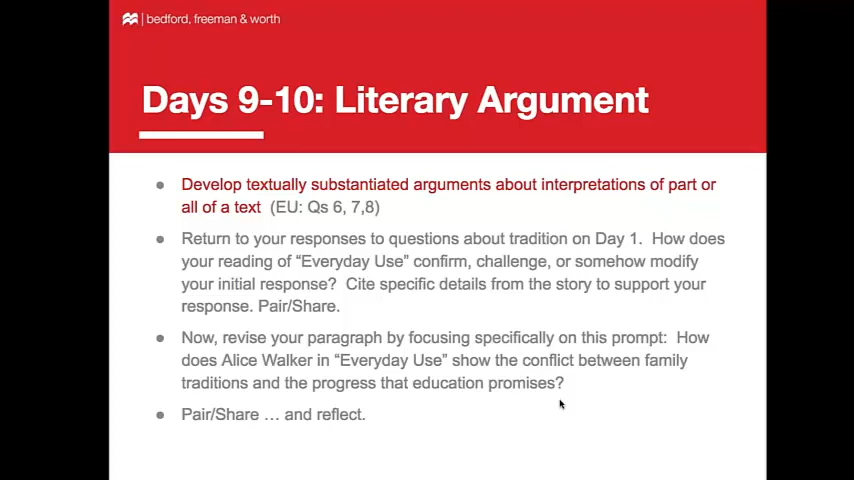 bedford, freeman & worth
Days 9-10: Literary Argument
● Develop textually substantiated arguments about interpretations of part or
all of a text (EU: Qs 6, 7,8)
● Return to your responses to questions about tradition on Day 1. How does
your reading of “Everyday Use” confirm, challenge, or somehow modify
your initial response? Cite specific details from the story to support your
response. Pair/Share.
● Now, revise your paragraph by focusing specifically on this prompt: How
does Alice Walker in “Everyday Use” show the conflict between family
traditions and the progress that education promises?
● Pair/Share … and reflect.